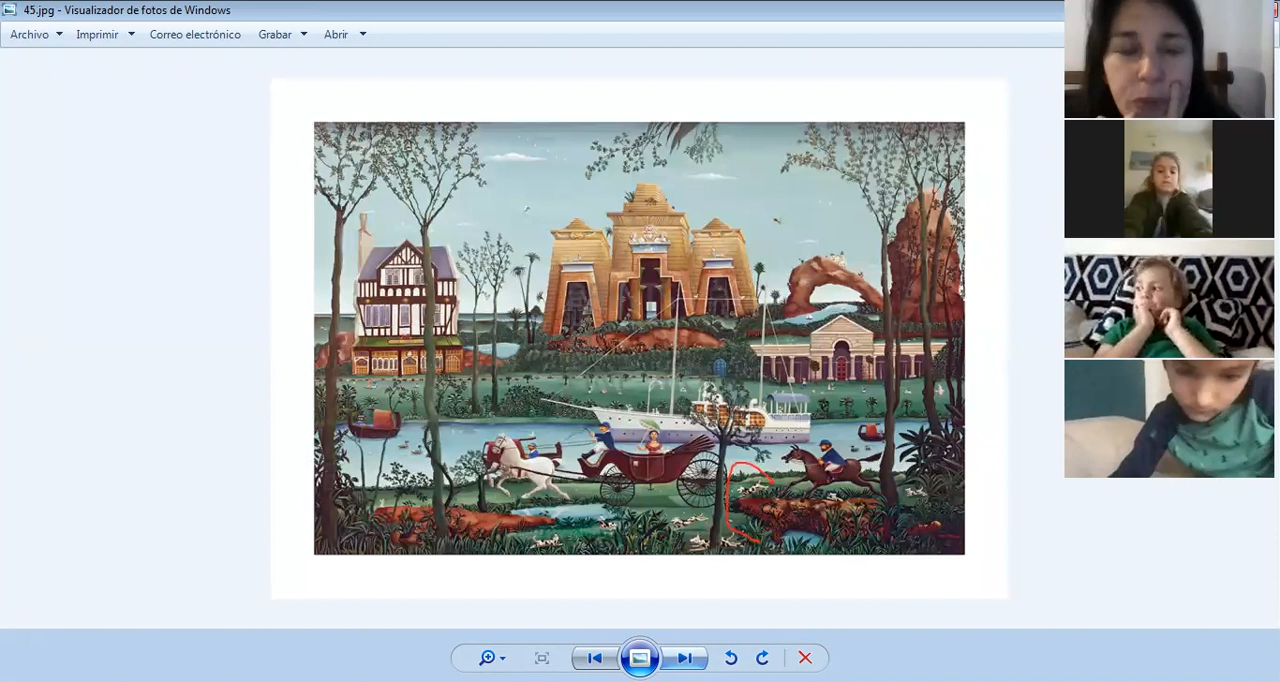 45.jpg - Visualizador de fotos de Windows
Archivo Imprimir Correo electrónico Grabar Abrir